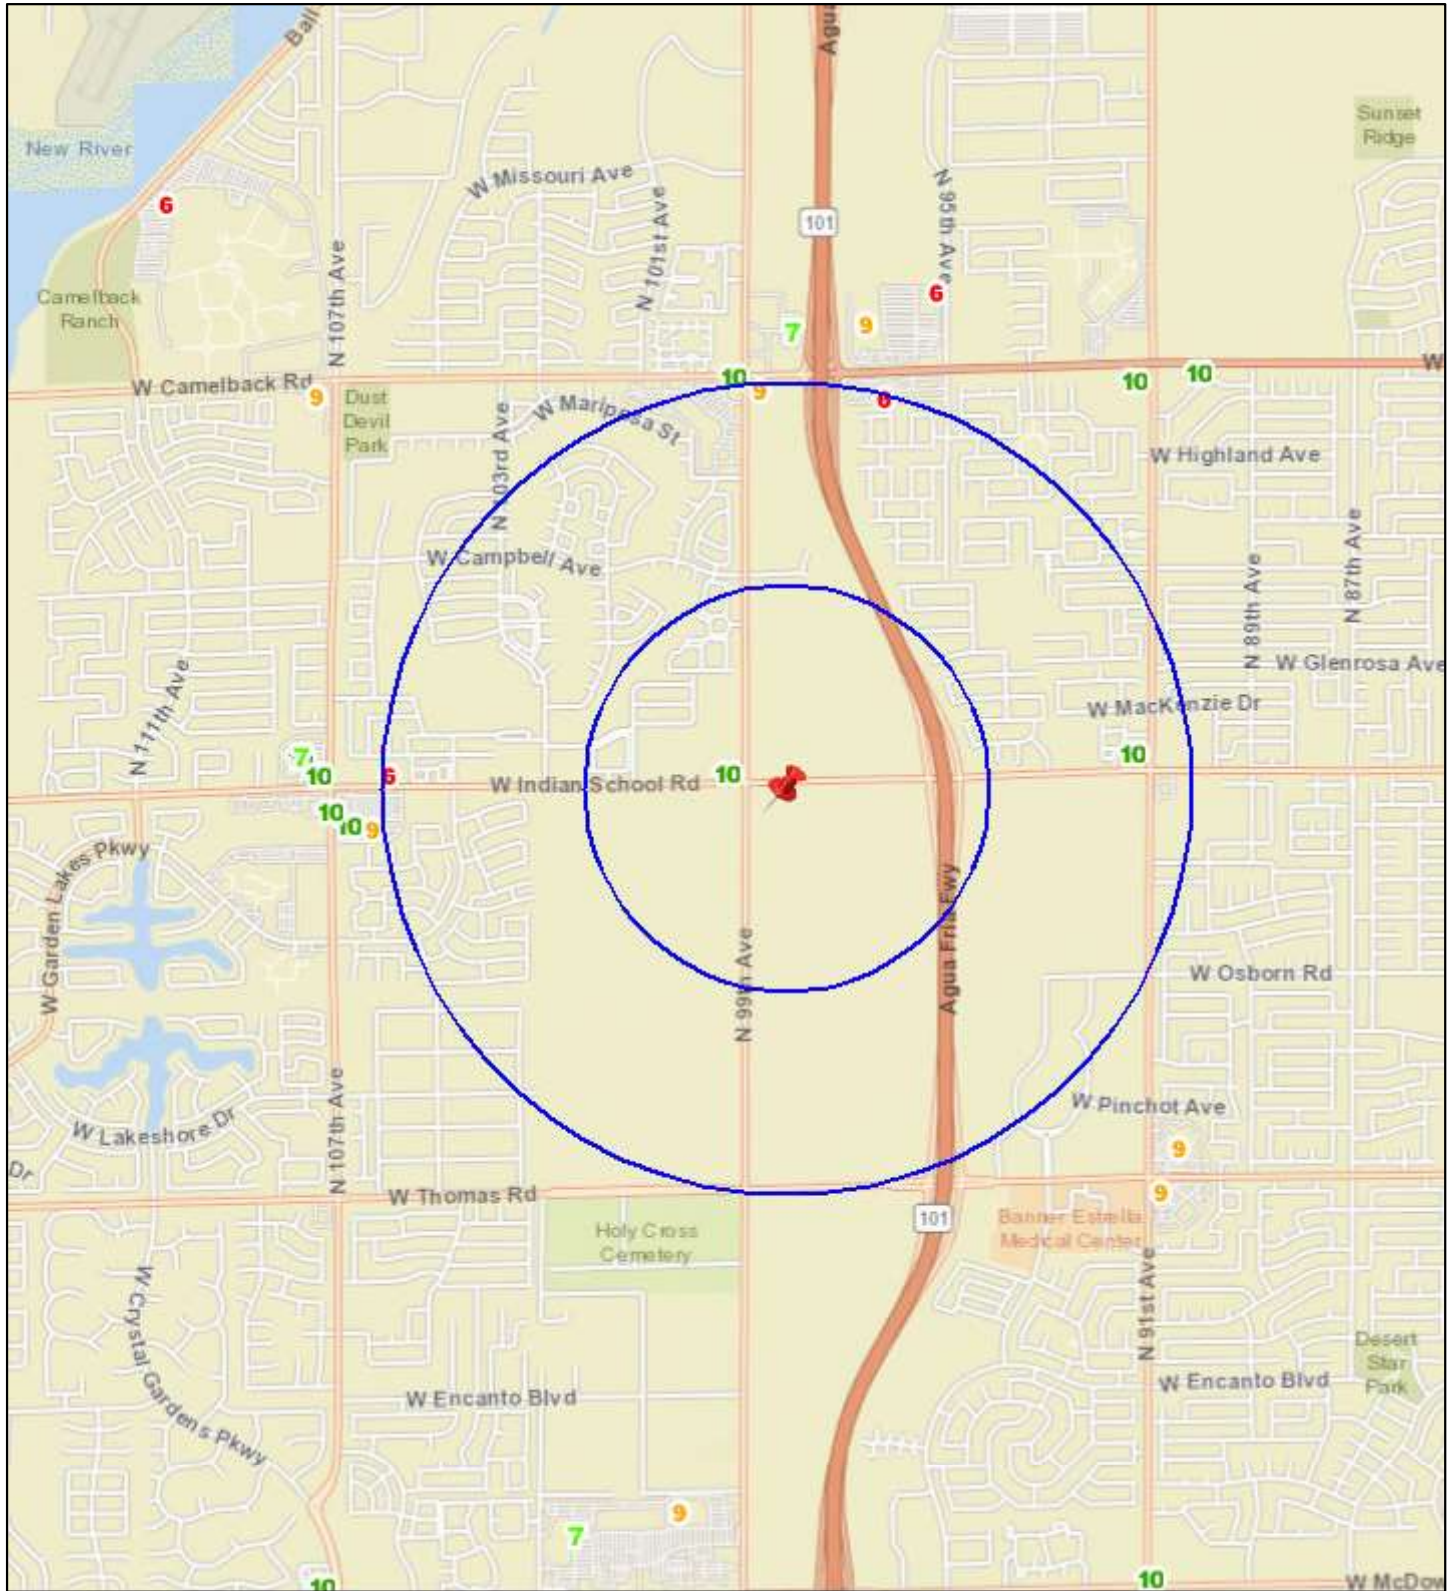 Ball
Agua
New River
Sunset
Ridge
W Missouri Ave
N 95th Ave
6
N 101st Ave
101
N 107th Ave
Camelback
Ranch
6
7
9
W Camelback Rd
10
10
10
W
9
9
Dust
Devil
Park
W Mariposa St
N 103rd Ave
W Highland Ave
W Campbell Ave
N 87th Ave
N 89th Ave
W Glenrosa Ave
N 111th Ave
W MacKenzie Dr
7
10
6
W Indian School Rd
10
10
10
10
9
W Garden Lakes Pkwy
Agua Fria Fwy
N 99th Ave
W Osborn Rd
N 107th Ave
W Pinchot Ave
W Lakeshore Dr
9
Dr
W Thomas Rd
9
101
Banner Estrella
Medical Center
Holy Cross
Cemetery
N 91st Ave
W Crystal Gardens Pkwy
Desert
Star
Park
W Encanto Blvd
W Encanto Blvd
9
7
10
10
W McDow